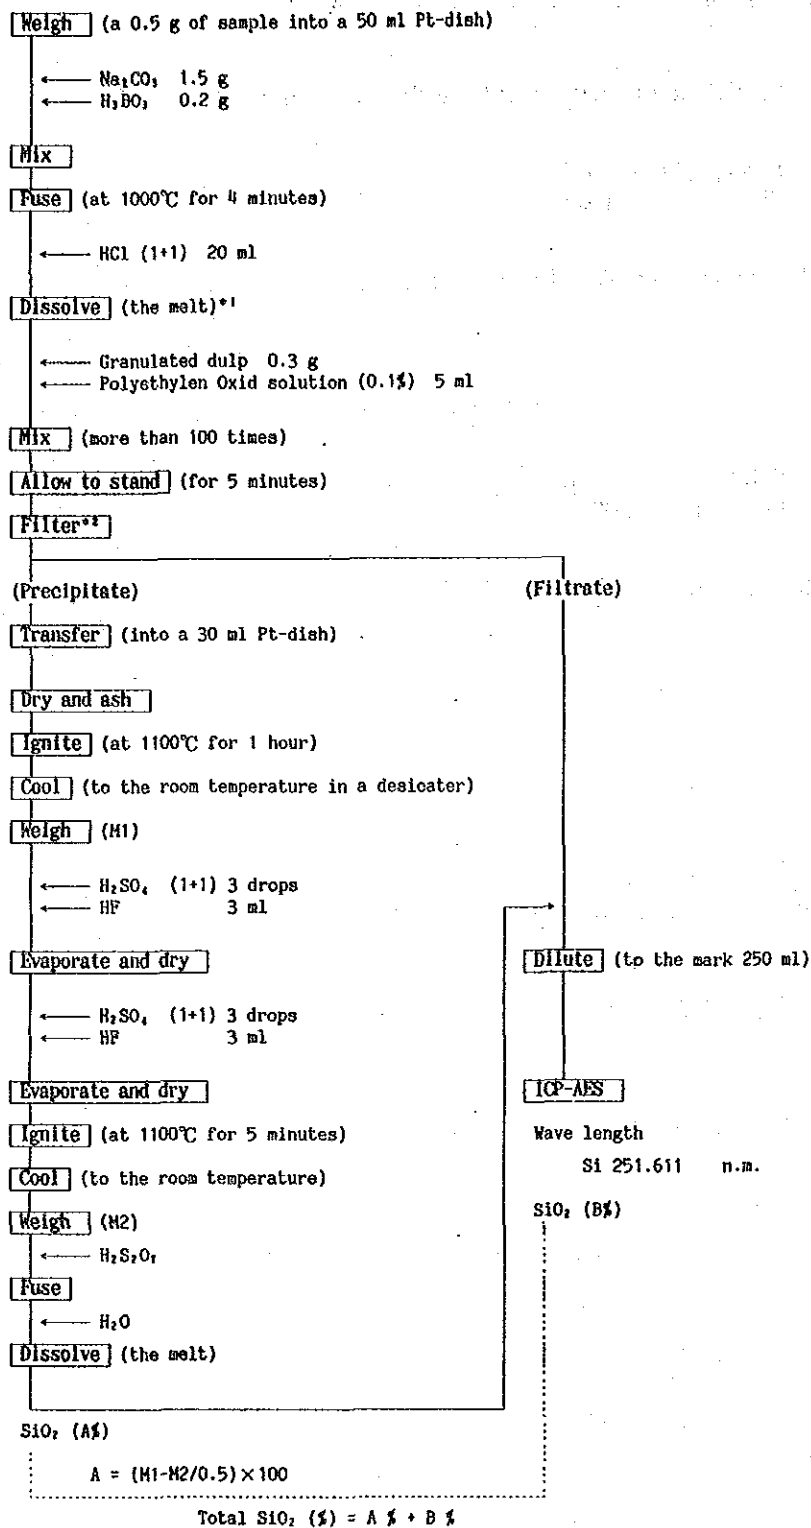 Weigh (a 0.5 g of sample into a 50 ml Pt-dish)
Na₂CO₃ 1.5 g
H₃BO₃ 0.2 g
Mix
Fuse (at 1000℃ for 4 minutes)
HCl (1+1) 20 ml
Dissolve (the melt)*1
Granulated dulp 0.3 g
Polyethylen Oxid solution (0.1%) 5 ml
Mix (more than 100 times)
Allow to stand (for 5 minutes)
Filter*2
(Precipitate) (Filtrate)
Transfer (into a 30 ml Pt-dish)
Dry and ash
Ignite (at 1100℃ for 1 hour)
Cool (to the room temperature in a desicater)
Weigh (M1)
H₂SO₄ (1+1) 3 drops
HF 3 ml
Evaporate and dry
Dilute (to the mark 250 ml)
H₂SO₄ (1+1) 3 drops
HF 3 ml
Evaporate and dry
ICP-AES
Ignite (at 1100℃ for 5 minutes)
Wave length
Cool (to the room temperature)
Si 251.611 n.m.
Weigh (M2)
SiO₂ (B%)
H₂S₂O₇
Fuse
H₂O
Dissolve (the melt)
SiO₂ (A%)
A = (M1-M2/0.5)×100
Total SiO₂ (%) = A % + B %